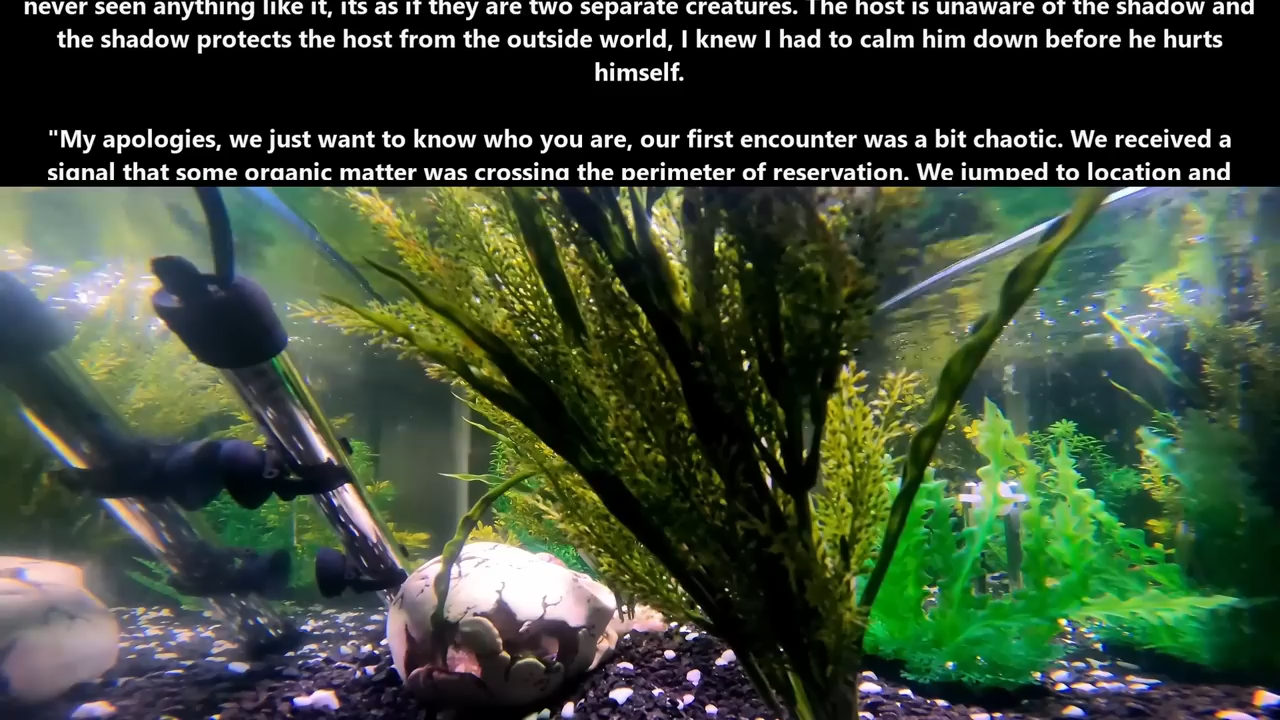 never seen anything like it, its as if they are two separate creatures. The host is unaware of the shadow and
the shadow protects the host from the outside world, I knew I had to calm him down before he hurts
himself.
"My apologies, we just want to know who you are, our first encounter was a bit chaotic. We received a
signal that some organic matter was crossing the perimeter of reservation. We jumped to location and